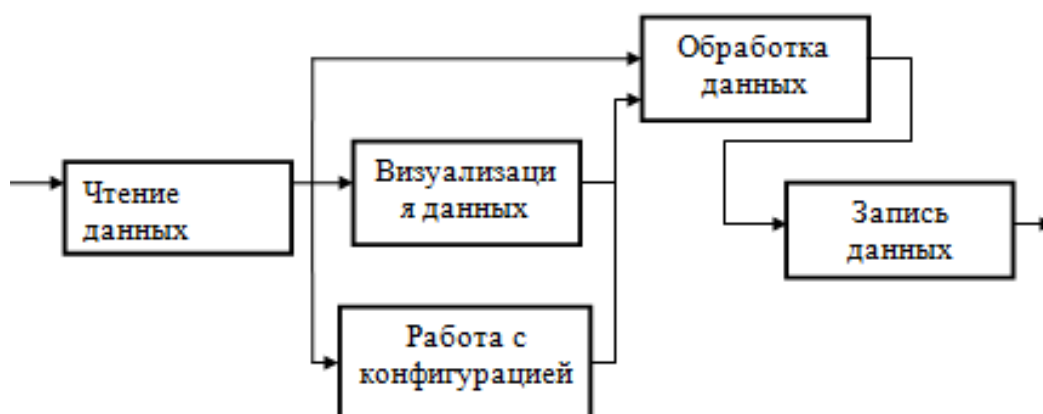 Обработка
данных
Чтение
данных
Визуализаци
я данных
Запись
данных
Работа с
конфигурацией